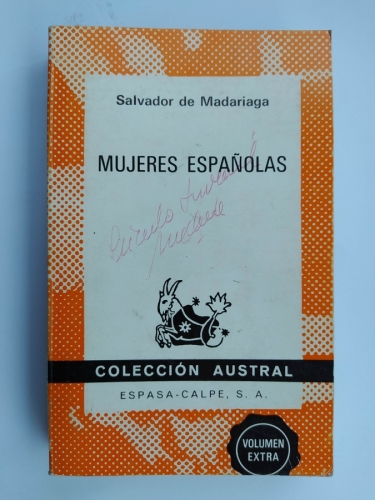 Salvador de Madariaga
MUJERES ESPAÑOLAS
COLECCIÓN AUSTRAL
ESPASA-CALPE, S. A.
VOLUMEN
EXTRA